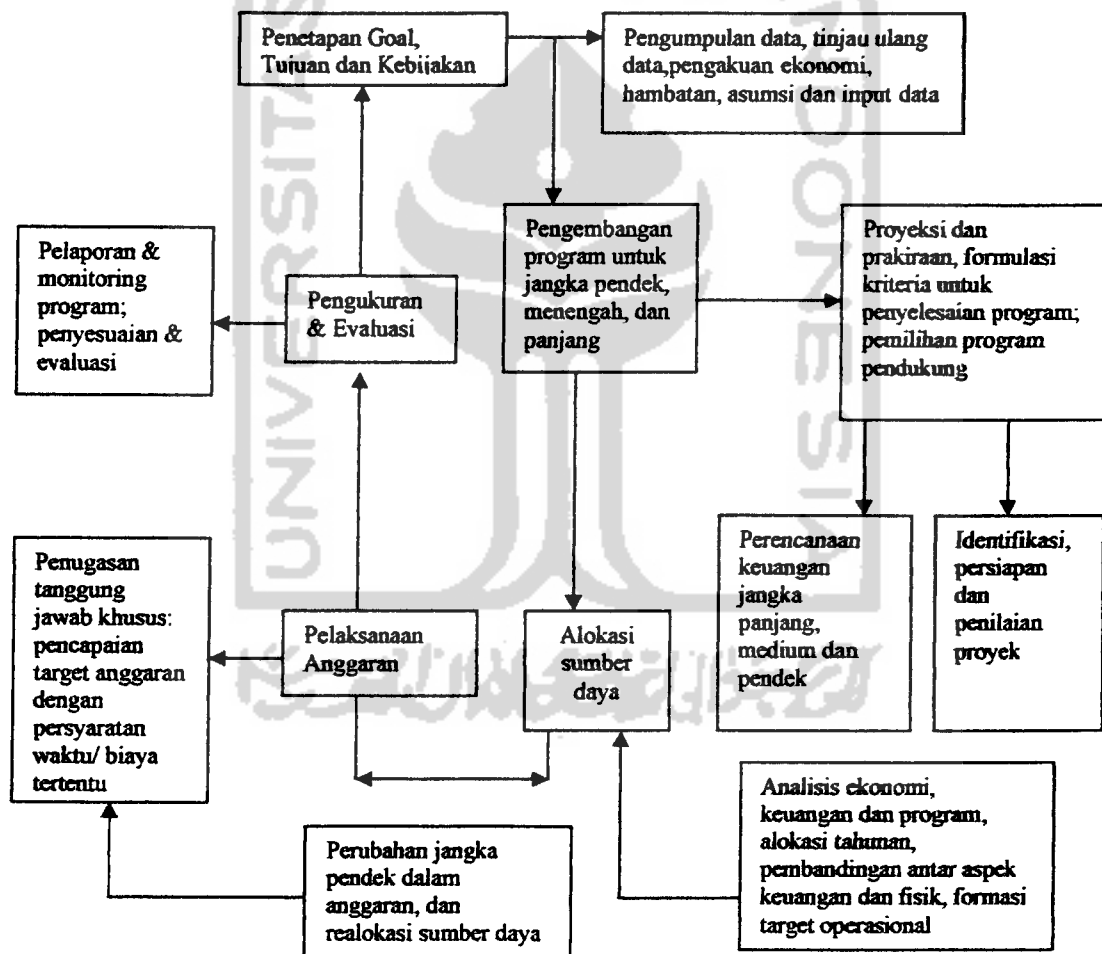 Penetapan Goal,
Tujuan dan Kebijakan
Pengumpulan data, tinjau ulang
data,pengakuan ekonomi,
hambatan, asumsi dan input data
Pelaporan &
monitoring
program;
penyesuaian &
evaluasi
Pengukuran
& Evaluasi
Pengembangan
program untuk
jangka pendek,
menengah, dan
panjang
Proyeksi dan
prakiraan, formulasi
kriteria untuk
penyelesaian program;
pemilihan program
pendukung
Penugasan
tanggung
jawab khusus:
pencapaian
target anggaran
dengan
persyaratan
waktu/ biaya
tertentu
Pelaksanaan
Anggaran
Alokasi
sumber
daya
Perencanaan
keuangan
jangka
panjang,
medium dan
pendek
Identifikasi,
persiapan
dan
penilaian
proyek
Perubahan jangka
pendek dalam
anggaran, dan
realokasi sumber daya
Analisis ekonomi,
keuangan dan program,
alokasi tahunan,
pembandingan antar aspek
keuangan dan fisik, formasi
target operasional
UNIVERSITAS